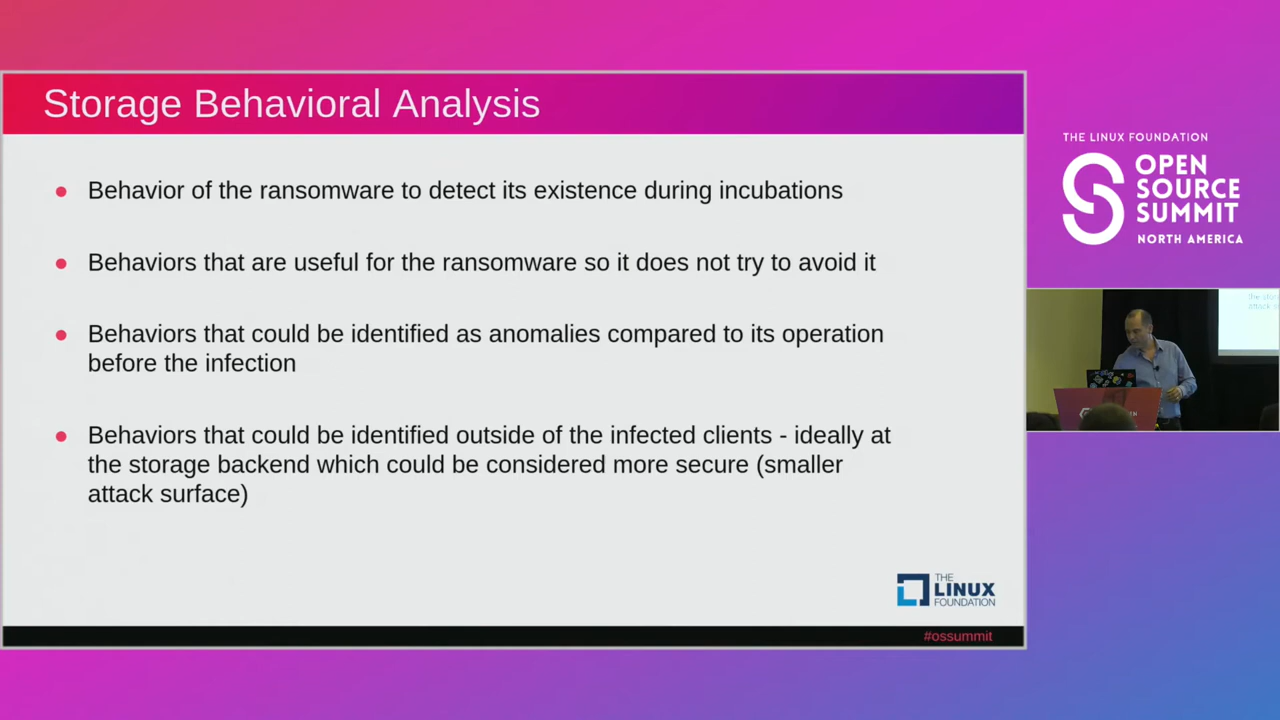 Storage Behavioral Analysis
Behavior of the ransomware to detect its existence during incubations
Behaviors that are useful for the ransomware so it does not try to avoid it
Behaviors that could be identified as anomalies compared to its operation
before the infection
Behaviors that could be identified outside of the infected clients - ideally at
the storage backend which could be considered more secure (smaller
attack surface)
THE
LINUX
FOUNDATION
#ossummit
THE LINUX FOUNDATION
OPEN
SOURCE
SUMMIT
NORTH AMERICA